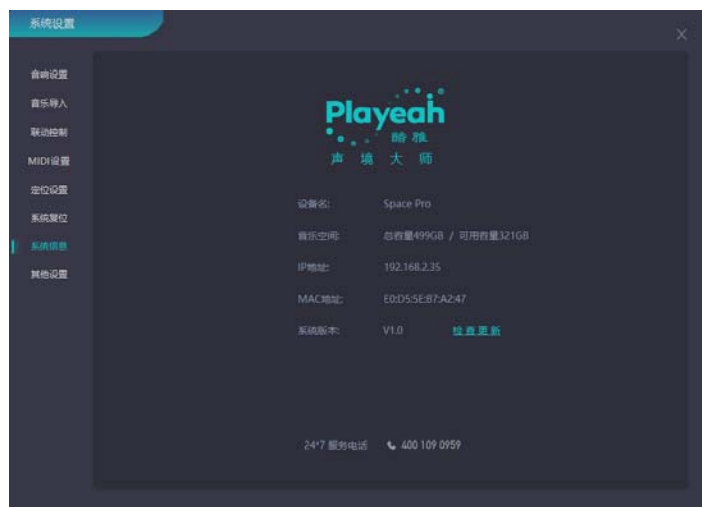 系统设置
音响设置
音乐导入
联动控制
MIDI设置
定位设置
系统复位
系统信息
其他设置
Playeah
酷雅
声境大师
设备名: Space Pro
音乐空间: 总容量499GB / 可用容量321GB
IP地址: 192.168.2.35
MAC地址: E0:D5:5E:B7:A2:47
系统版本: V1.0 检查更新
24*7 服务电话 400 109 0959